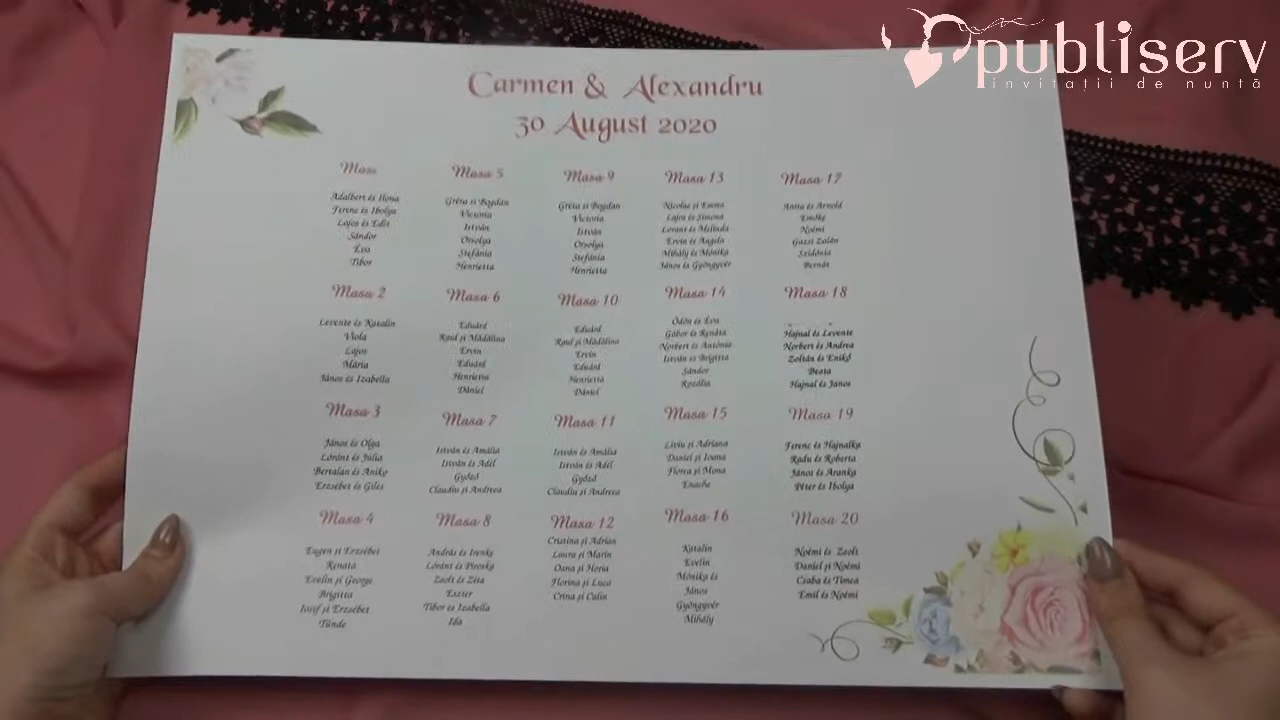 publiserv
invitații de nuntă
Carmen & Alexandru
30 August 2020
Masa
Adalbert és Ilona
Ferenc és Ibolya
Lajos és Edit
Sándor
Éva
Tibor
Masa 2
Levente és Katalin
Viola
Lajos
Mária
János és Izabella
Masa 3
János és Olga
Lóránt és Júlia
Bertalan és Anikó
Erzsébet és Giles
Masa 4
Eugen și Erzsébet
Renáta
Evelin și George
Brigitta
Iosif și Erzsébet
Tünde
Masa 5
Gréta și Bogdan
Victoria
István
Orsolya
Stefánia
Henrietta
Masa 6
Eduárd
Raul și Mădălina
Ervin
Eduárd
Henrietta
Dániel
Masa 7
István és Amália
István és Adél
Győző
Claudiu și Andreea
Masa 8
András és Irénke
Lóránt és Piroska
Zsolt és Zita
Eszter
Tibor és Izabella
Ida
Masa 9
Gréta si Bogdan
Victoria
István
Orsolya
Stefánia
Henrietta
Masa 10
Eduárd
Raul și Mădălina
Ervin
Eduárd
Henrietta
Dániel
Masa 11
István és Amália
István és Adél
Győző
Claudiu și Andreea
Masa 12
Cristina și Adrian
Laura și Marin
Oana și Horia
Florina și Luca
Crina și Calin
Masa 13
Nicolae și Emma
Lajos és Simona
Lorant és Melinda
Ervin és Angela
Mihály és Mónika
János és Gyöngyvér
Masa 14
Ödön és Éva
Gábor és Renáta
Norbert és Antónia
István és Brigitta
Sándor
Rozália
Masa 15
Liviu și Adriana
Daniel și Ioana
Florea și Mona
Enache
Masa 16
Katalin
Evelin
Mónika és
János
Gyöngyvér
Mihály
Masa 17
Anita és Arnold
Emőke
Noémi
Gazsi Zolán
Szidónia
Bernát
Masa 18
Hajnal és Levente
Norbert és Andrea
Zoltán és Enikő
Beata
Hajnal és János
Masa 19
Ferenc és Hajnalka
Radu és Roberta
János és Aranka
Péter és Ibolya
Masa 20
Noémi és Zsolt
Daniel și Noémi
Csaba és Tímea
Emil és Noémi